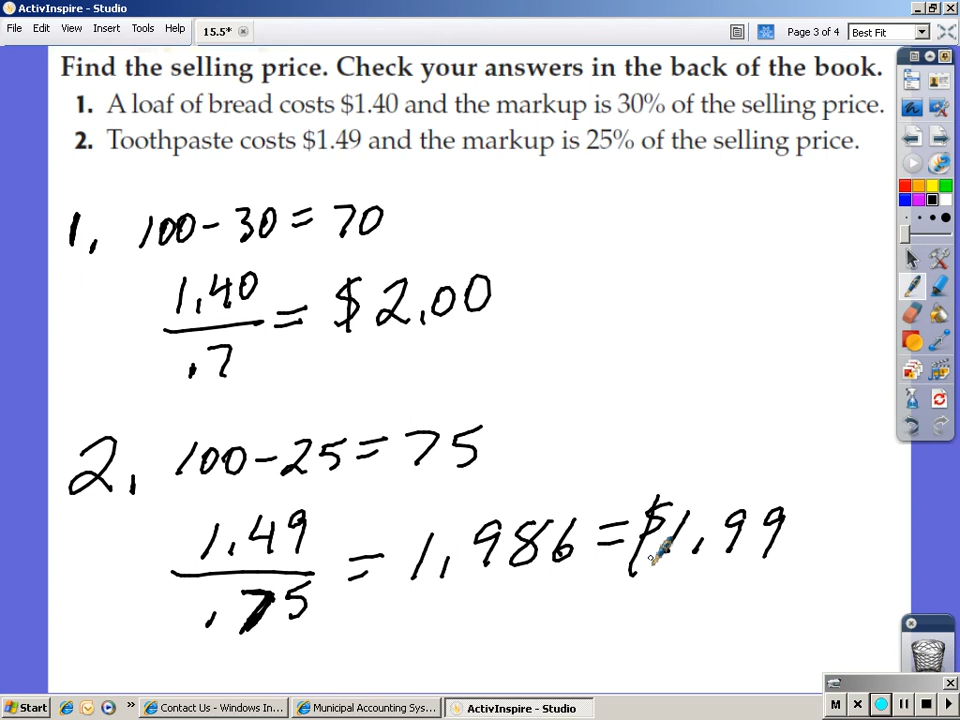 ActivInspire - Studio
File Edit View Insert Tools Help 15.5* Page 3 of 4 Best Fit
Find the selling price. Check your answers in the back of the book.
1. A loaf of bread costs $1.40 and the markup is 30% of the selling price.
2. Toothpaste costs $1.49 and the markup is 25% of the selling price.
1. 100-30=70
1.40
= $2.00
.7
2. 100-25=75
1.49
= 1.986=$1.99
.75
M
Start » Contact Us - Windows In... Municipal Accounting Sys... ActivInspire - Studio